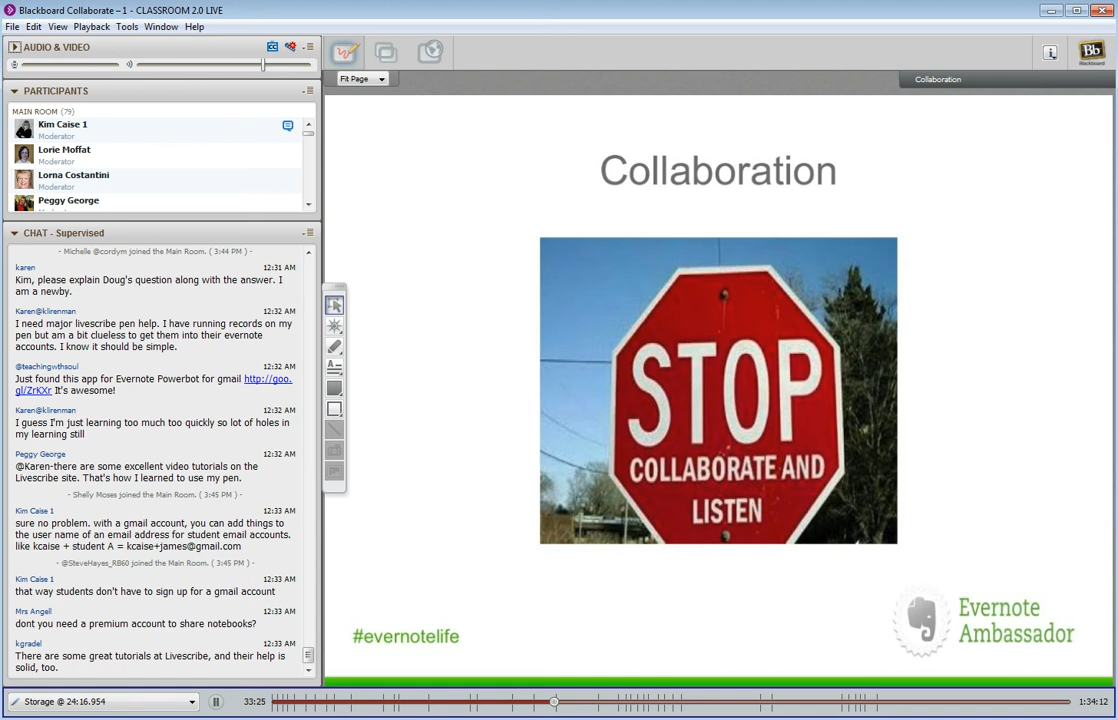 Blackboard Collaborate – 1 - CLASSROOM 2.0 LIVE
File Edit View Playback Tools Window Help
AUDIO & VIDEO
PARTICIPANTS
MAIN ROOM (79)
Kim Caise 1
Moderator
Lorie Moffat
Moderator
Lorna Costantini
Moderator
Peggy George
CHAT - Supervised
- Michelle @cordym joined the Main Room. ( 3:44 PM ) -
karen 12:31 AM
Kim, please explain Doug's question along with the answer. I
am a newby.
Karen@klirenman 12:32 AM
I need major livescribe pen help. I have running records on my
pen but am a bit clueless to get them into their evernote
accounts. I know it should be simple.
@teachingwthsoul 12:32 AM
Just found this app for Evernote Powerbot for gmail http://goo.
gl/ZrKXr It's awesome!
Karen@klirenman 12:32 AM
I guess I'm just learning too much too quickly so lot of holes in
my learning still
Peggy George 12:32 AM
@Karen-there are some excellent video tutorials on the
Livescribe site. That's how I learned to use my pen.
- Shelly Moses joined the Main Room. ( 3:45 PM ) -
Kim Caise 1 12:33 AM
sure no problem. with a gmail account, you can add things to
the user name of an email address for student email accounts.
like kcaise + student A = kcaise+james@gmail.com
- @SteveHayes_RB60 joined the Main Room. ( 3:45 PM ) -
Kim Caise 1 12:33 AM
that way students don't have to sign up for a gmail account
Mrs Angell 12:33 AM
dont you need a premium account to share notebooks?
kgradel 12:33 AM
There are some great tutorials at Livescribe, and their help is
solid, too.
Fit Page
Bb
Blackboard
Collaboration
Collaboration
STOP
COLLABORATE AND
LISTEN
#evernotelife
Evernote
Ambassador
Storage @ 24:16.954
33:25
1:34:12